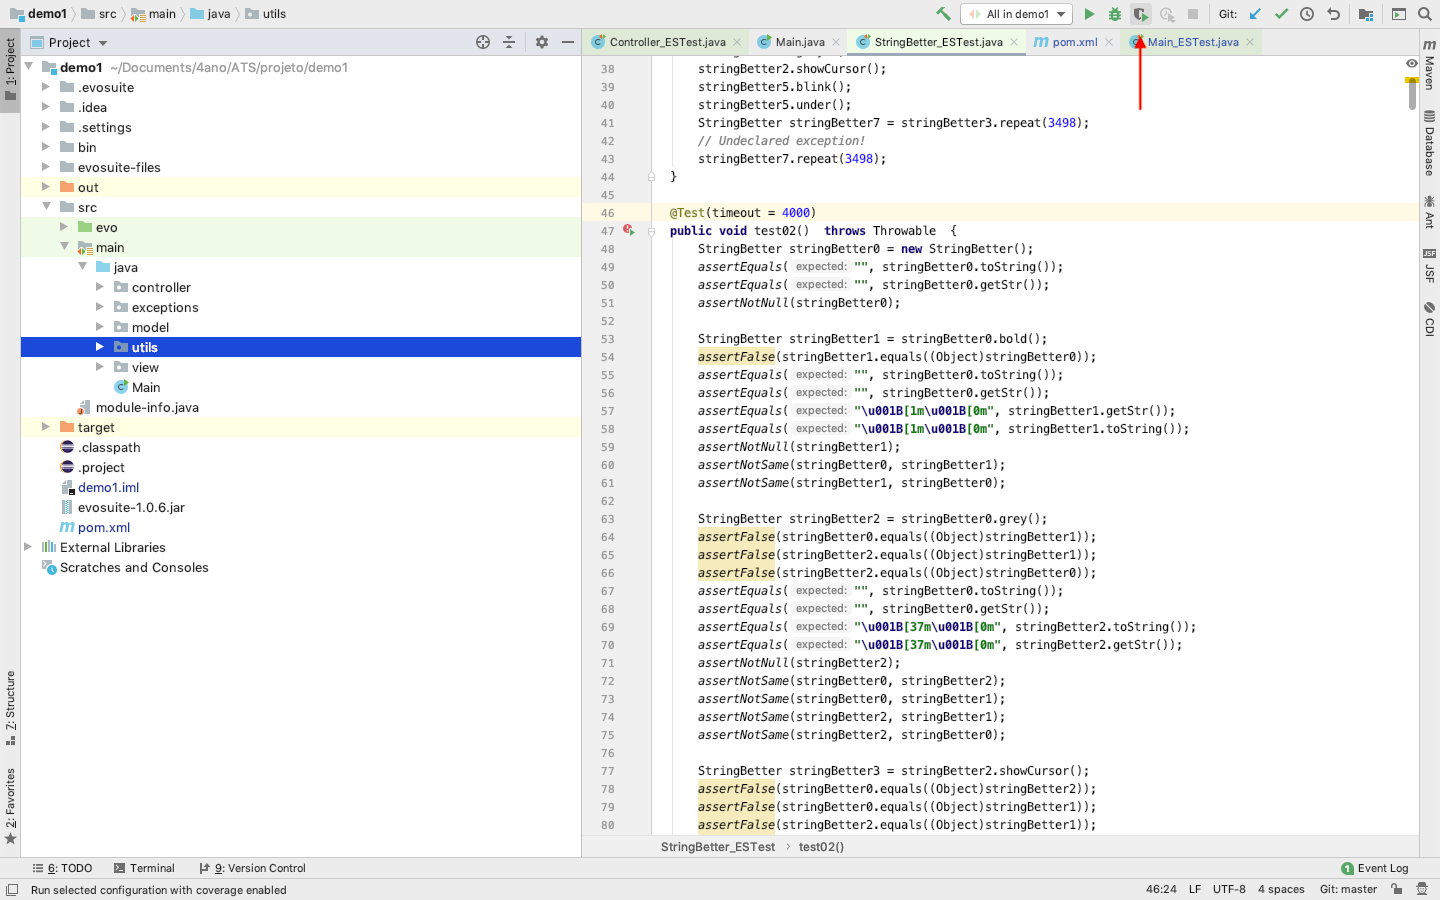 demo1 src main java utils All in demo1 Git:
1: Project
Project
demo1 ~/Documents/4ano/ATS/projeto/demo1
.evosuite
.idea
.settings
bin
evosuite-files
out
src
evo
main
java
controller
exceptions
model
utils
view
Main
module-info.java
target
.classpath
.project
demo1.iml
evosuite-1.0.6.jar
pom.xml
External Libraries
Scratches and Consoles
7: Structure
2: Favorites
Controller_ESTest.java Main.java StringBetter_ESTest.java pom.xml Main_ESTest.java
38 stringBetter2.showCursor();
39 stringBetter5.blink();
40 stringBetter5.under();
41 StringBetter stringBetter7 = stringBetter3.repeat(3498);
42 // Undeclared exception!
43 stringBetter7.repeat(3498);
44 }
45
46 @Test(timeout = 4000)
47 public void test02() throws Throwable {
48 StringBetter stringBetter0 = new StringBetter();
49 assertEquals( expected: "", stringBetter0.toString());
50 assertEquals( expected: "", stringBetter0.getStr());
51 assertNotNull(stringBetter0);
52
53 StringBetter stringBetter1 = stringBetter0.bold();
54 assertFalse(stringBetter1.equals((Object)stringBetter0));
55 assertEquals( expected: "", stringBetter0.toString());
56 assertEquals( expected: "", stringBetter0.getStr());
57 assertEquals( expected: "\u001B[1m\u001B[0m", stringBetter1.getStr());
58 assertEquals( expected: "\u001B[1m\u001B[0m", stringBetter1.toString());
59 assertNotNull(stringBetter1);
60 assertNotSame(stringBetter0, stringBetter1);
61 assertNotSame(stringBetter1, stringBetter0);
62
63 StringBetter stringBetter2 = stringBetter0.grey();
64 assertFalse(stringBetter0.equals((Object)stringBetter1));
65 assertFalse(stringBetter2.equals((Object)stringBetter1));
66 assertFalse(stringBetter2.equals((Object)stringBetter0));
67 assertEquals( expected: "", stringBetter0.toString());
68 assertEquals( expected: "", stringBetter0.getStr());
69 assertEquals( expected: "\u001B[37m\u001B[0m", stringBetter2.toString());
70 assertEquals( expected: "\u001B[37m\u001B[0m", stringBetter2.getStr());
71 assertNotNull(stringBetter2);
72 assertNotSame(stringBetter0, stringBetter2);
73 assertNotSame(stringBetter0, stringBetter1);
74 assertNotSame(stringBetter2, stringBetter1);
75 assertNotSame(stringBetter2, stringBetter0);
76
77 StringBetter stringBetter3 = stringBetter2.showCursor();
78 assertFalse(stringBetter0.equals((Object)stringBetter2));
79 assertFalse(stringBetter0.equals((Object)stringBetter1));
80 assertFalse(stringBetter2.equals((Object)stringBetter1));
StringBetter_ESTest › test02()
Maven
Database
Ant
JSF
CDI
6: TODO Terminal 9: Version Control 1 Event Log
Run selected configuration with coverage enabled 46:24 LF UTF-8 4 spaces Git: master